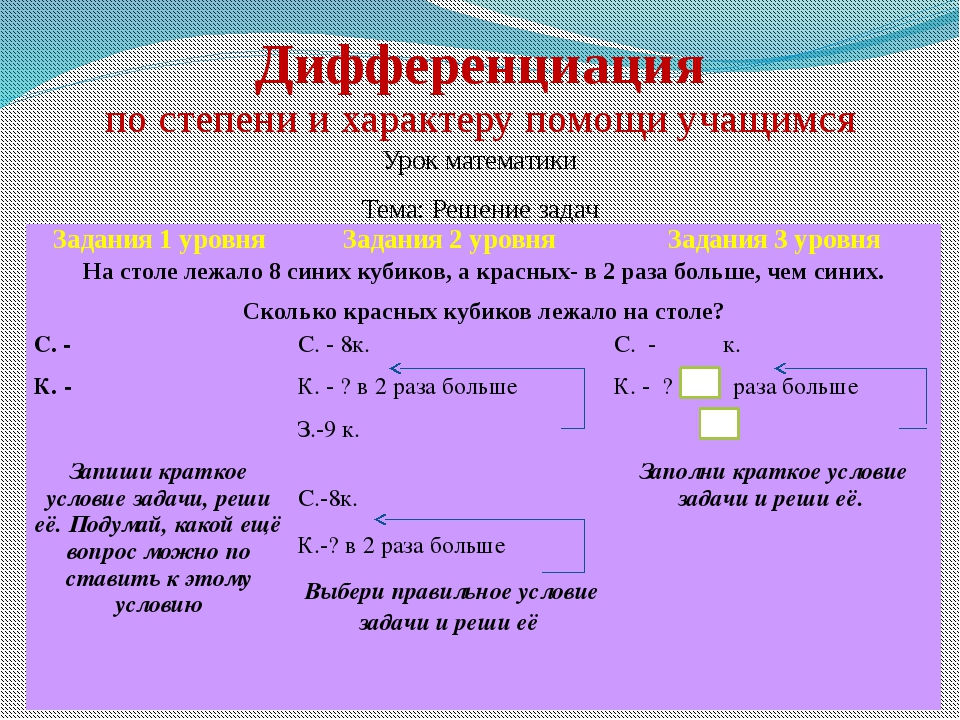 Дифференциация
по степени и характеру помощи учащимся
Урок математики
Тема: Решение задач
Задания 1 уровня
Задания 2 уровня
Задания 3 уровня
На столе лежало 8 синих кубиков, а красных- в 2 раза больше, чем синих.
Сколько красных кубиков лежало на столе?
С. -
К. -
Запиши краткое
условие задачи, реши
её. Подумай, какой ещё
вопрос можно по
ставить к этому
условию
С. - 8к.
К. - ? в 2 раза больше
З.-9 к.
С.-8к.
К.-? в 2 раза больше
Выбери правильное условие
задачи и реши её
С. - к.
К. - ? раза больше
Заполни краткое условие
задачи и реши её.